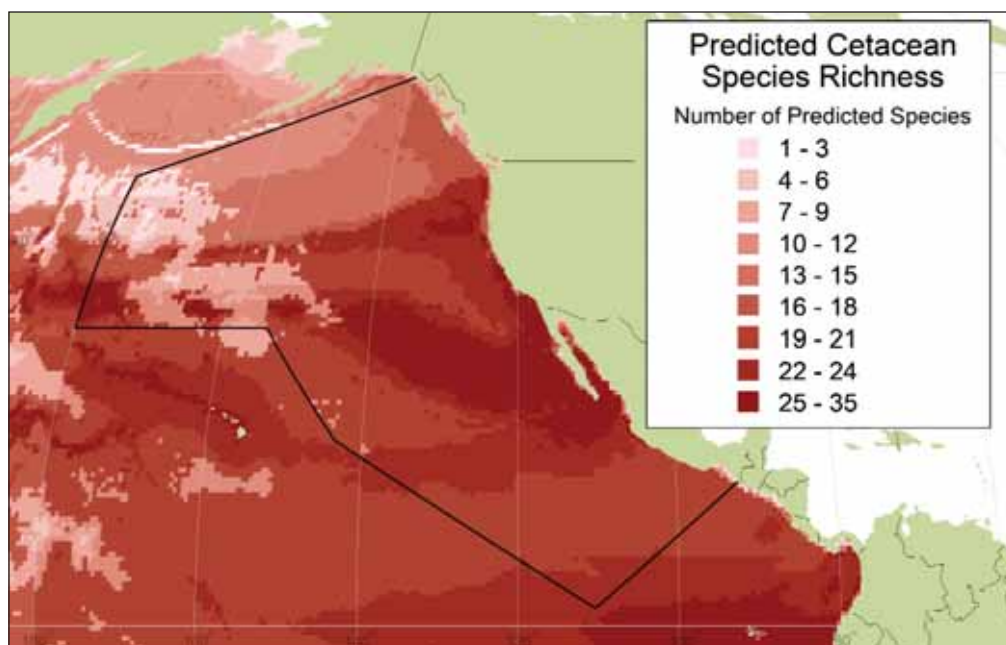 Predicted Cetacean
Species Richness
Number of Predicted Species
1 - 3
4 - 6
7 - 9
10 - 12
13 - 15
16 - 18
19 - 21
22 - 24
25 - 35